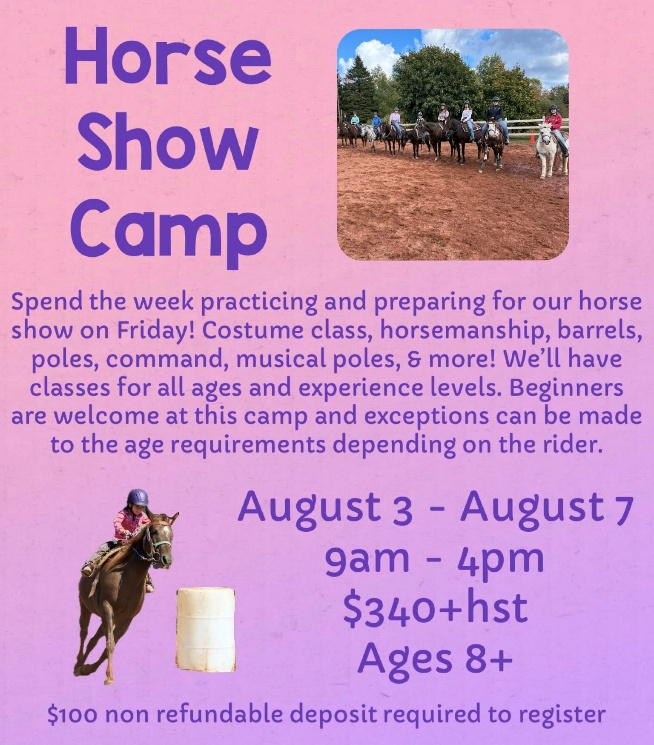 Horse
Show
Camp
Spend the week practicing and preparing for our horse
show on Friday! Costume class, horsemanship, barrels,
poles, command, musical poles, & more! We'll have
classes for all ages and experience levels. Beginners
are welcome at this camp and exceptions can be made
to the age requirements depending on the rider.
August 3 - August 7
9am - 4pm
$340+hst
Ages 8+
$100 non refundable deposit required to register